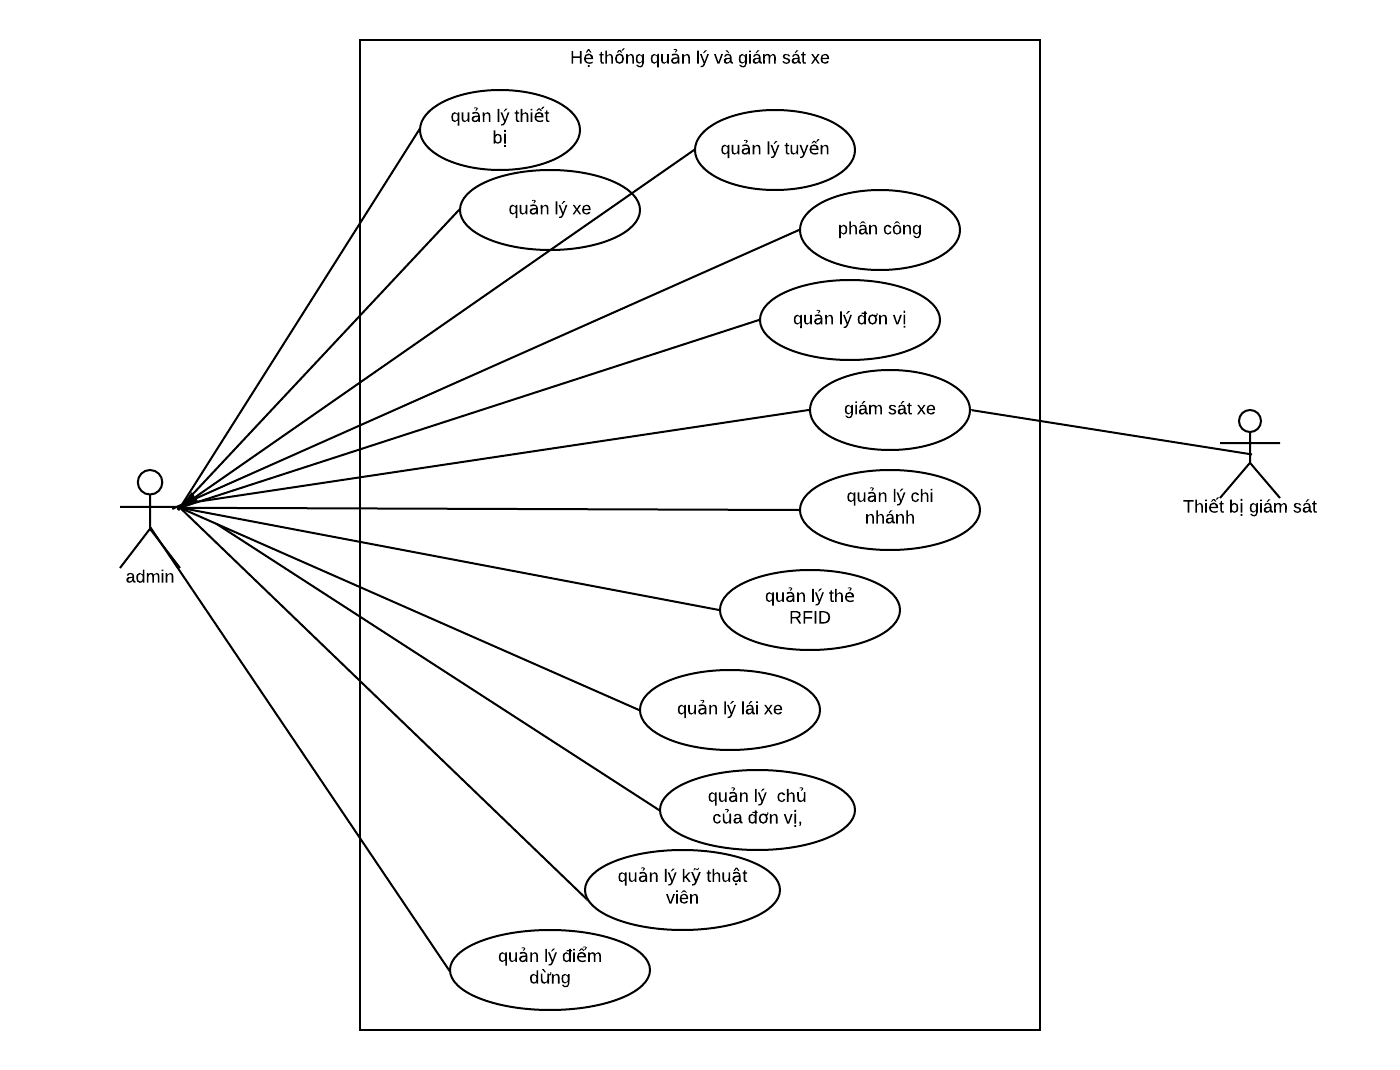 Hệ thống quản lý và giám sát xe
quản lý thiết
bị
quản lý tuyến
quản lý xe
phân công
quản lý đơn vị
giám sát xe
quản lý chi
nhánh
Thiết bị giám sát
admin
quản lý thẻ
RFID
quản lý lái xe
quản lý  chủ
của đơn vị,
quản lý kỹ thuật
viên
quản lý điểm
dừng